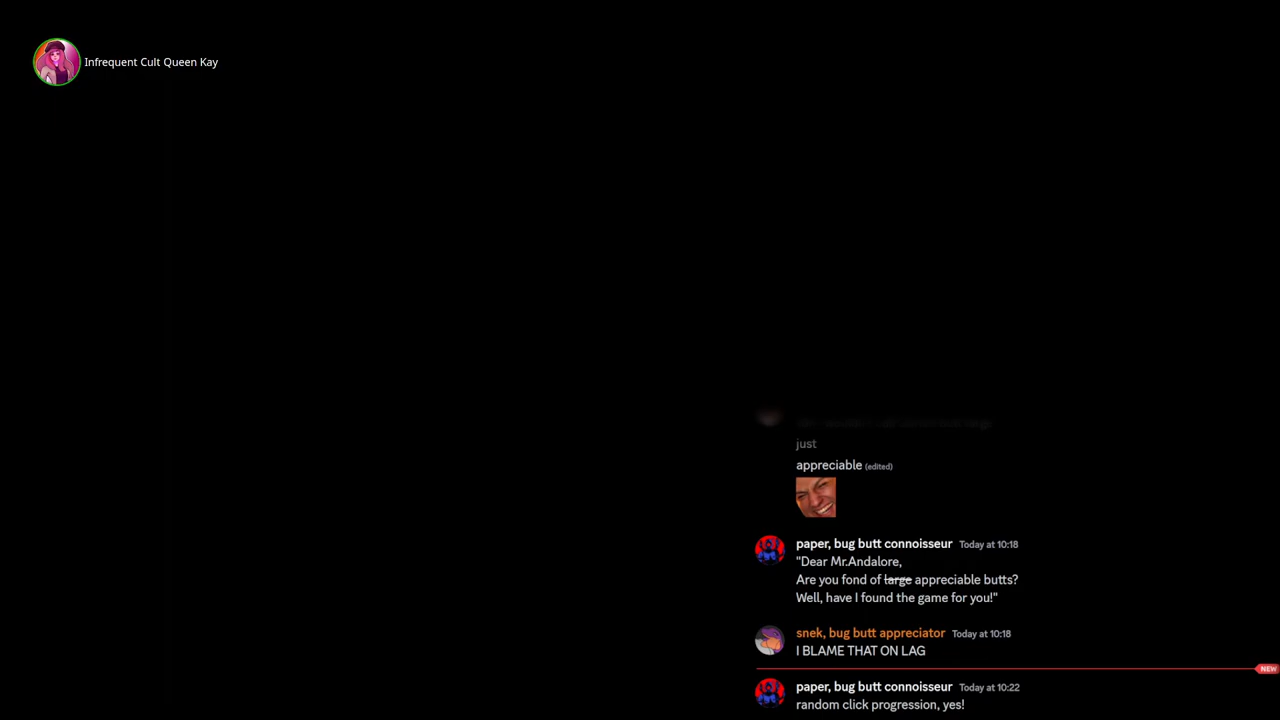 Infrequent Cult Queen Kay
just
appreciable (edited)
paper, bug butt connoisseur Today at 10:18
"Dear Mr.Andalore,
Are you fond of large appreciable butts?
Well, have I found the game for you!"
snek, bug butt appreciator Today at 10:18
I BLAME THAT ON LAG
NEW
paper, bug butt connoisseur Today at 10:22
random click progression, yes!